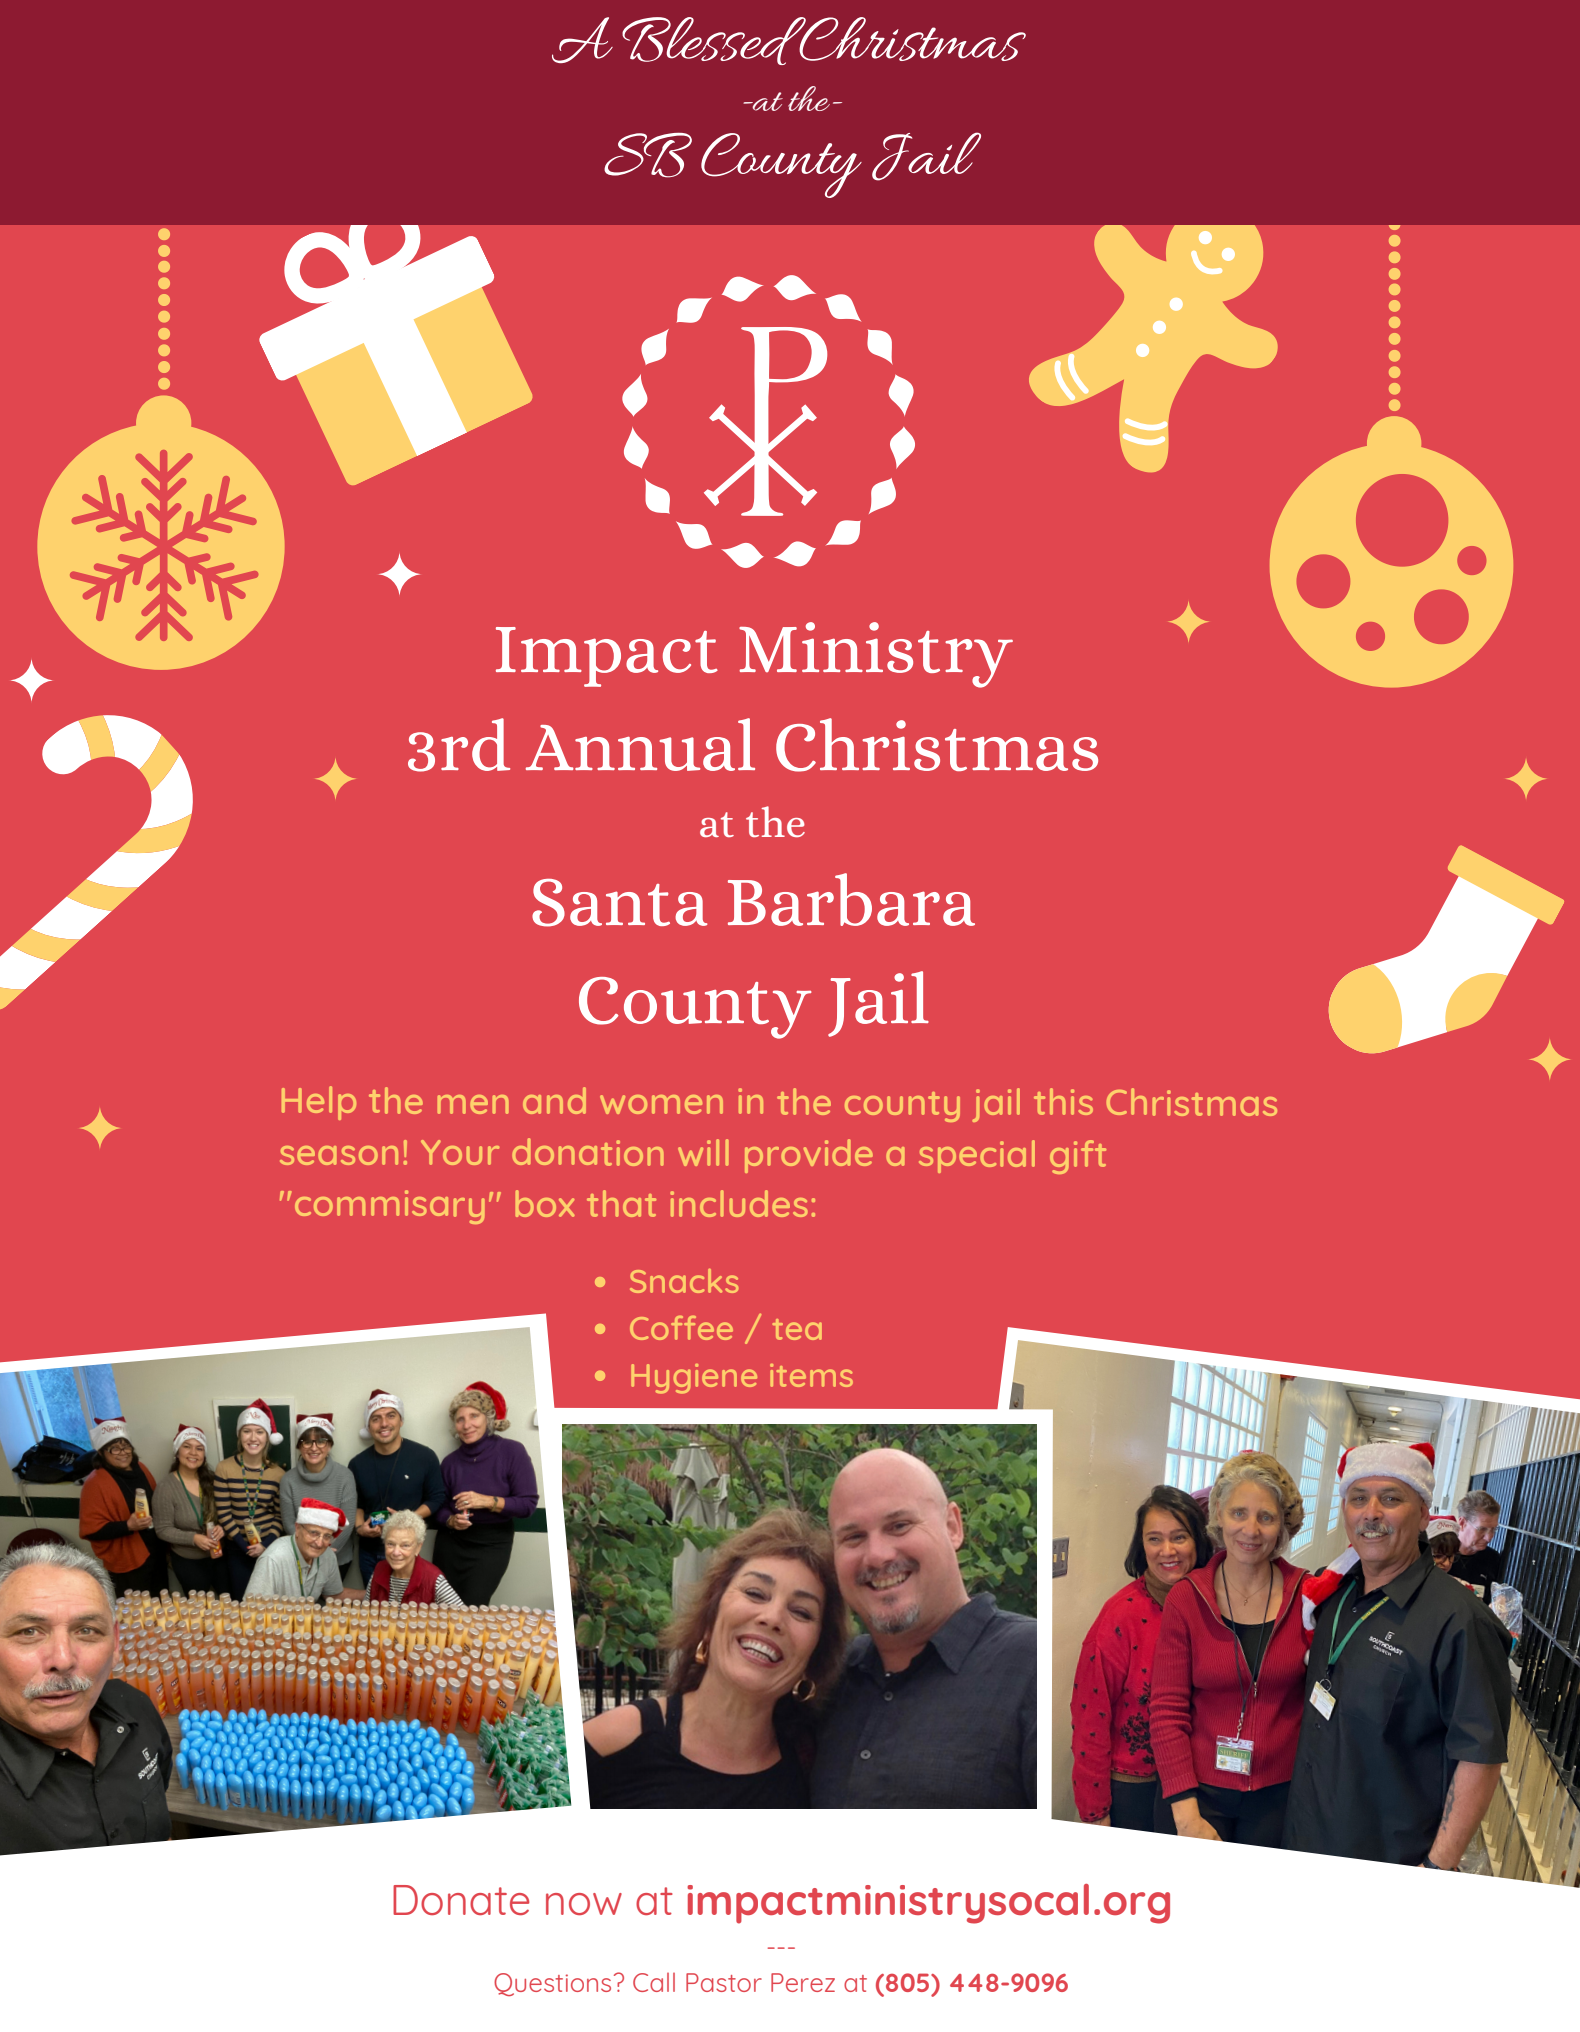 A Blessed Christmas
-at the-
SB County Jail
Impact Ministry
3rd Annual Christmas
at the
Santa Barbara
County Jail
Help the men and women in the county jail this Christmas
season! Your donation will provide a special gift
"commisary" box that includes:
• Snacks
• Coffee / tea
• Hygiene items
SOUTHCOAST
CHURCH
SHERIFF
Donate now at impactministrysocal.org
---
Questions? Call Pastor Perez at (805) 448-9096